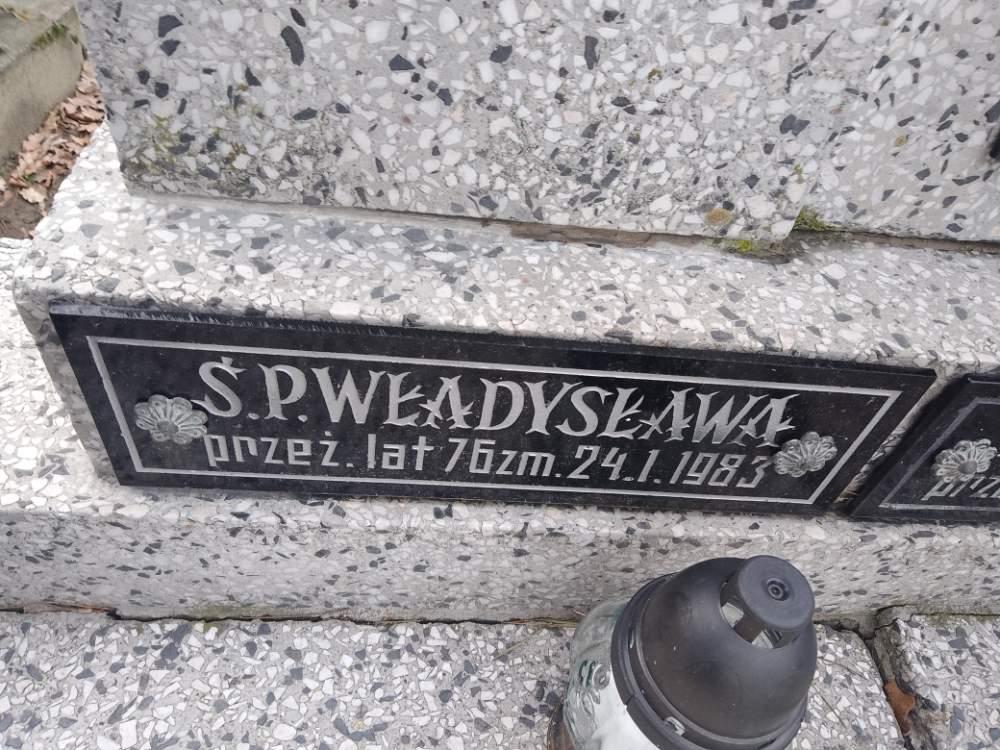 Ś.P. WŁADYSŁAWA
przeż. lat 76 zm. 24.1.1983